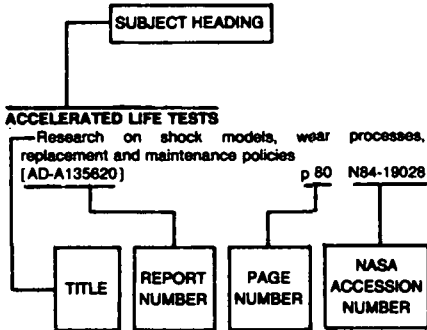 SUBJECT HEADING
ACCELERATED LIFE TESTS
Research on shock models, wear processes,
replacement and maintenance policies
[AD-A135620] p 80 N84-19028
TITLE
REPORT
NUMBER
PAGE
NUMBER
NASA
ACCESSION
NUMBER